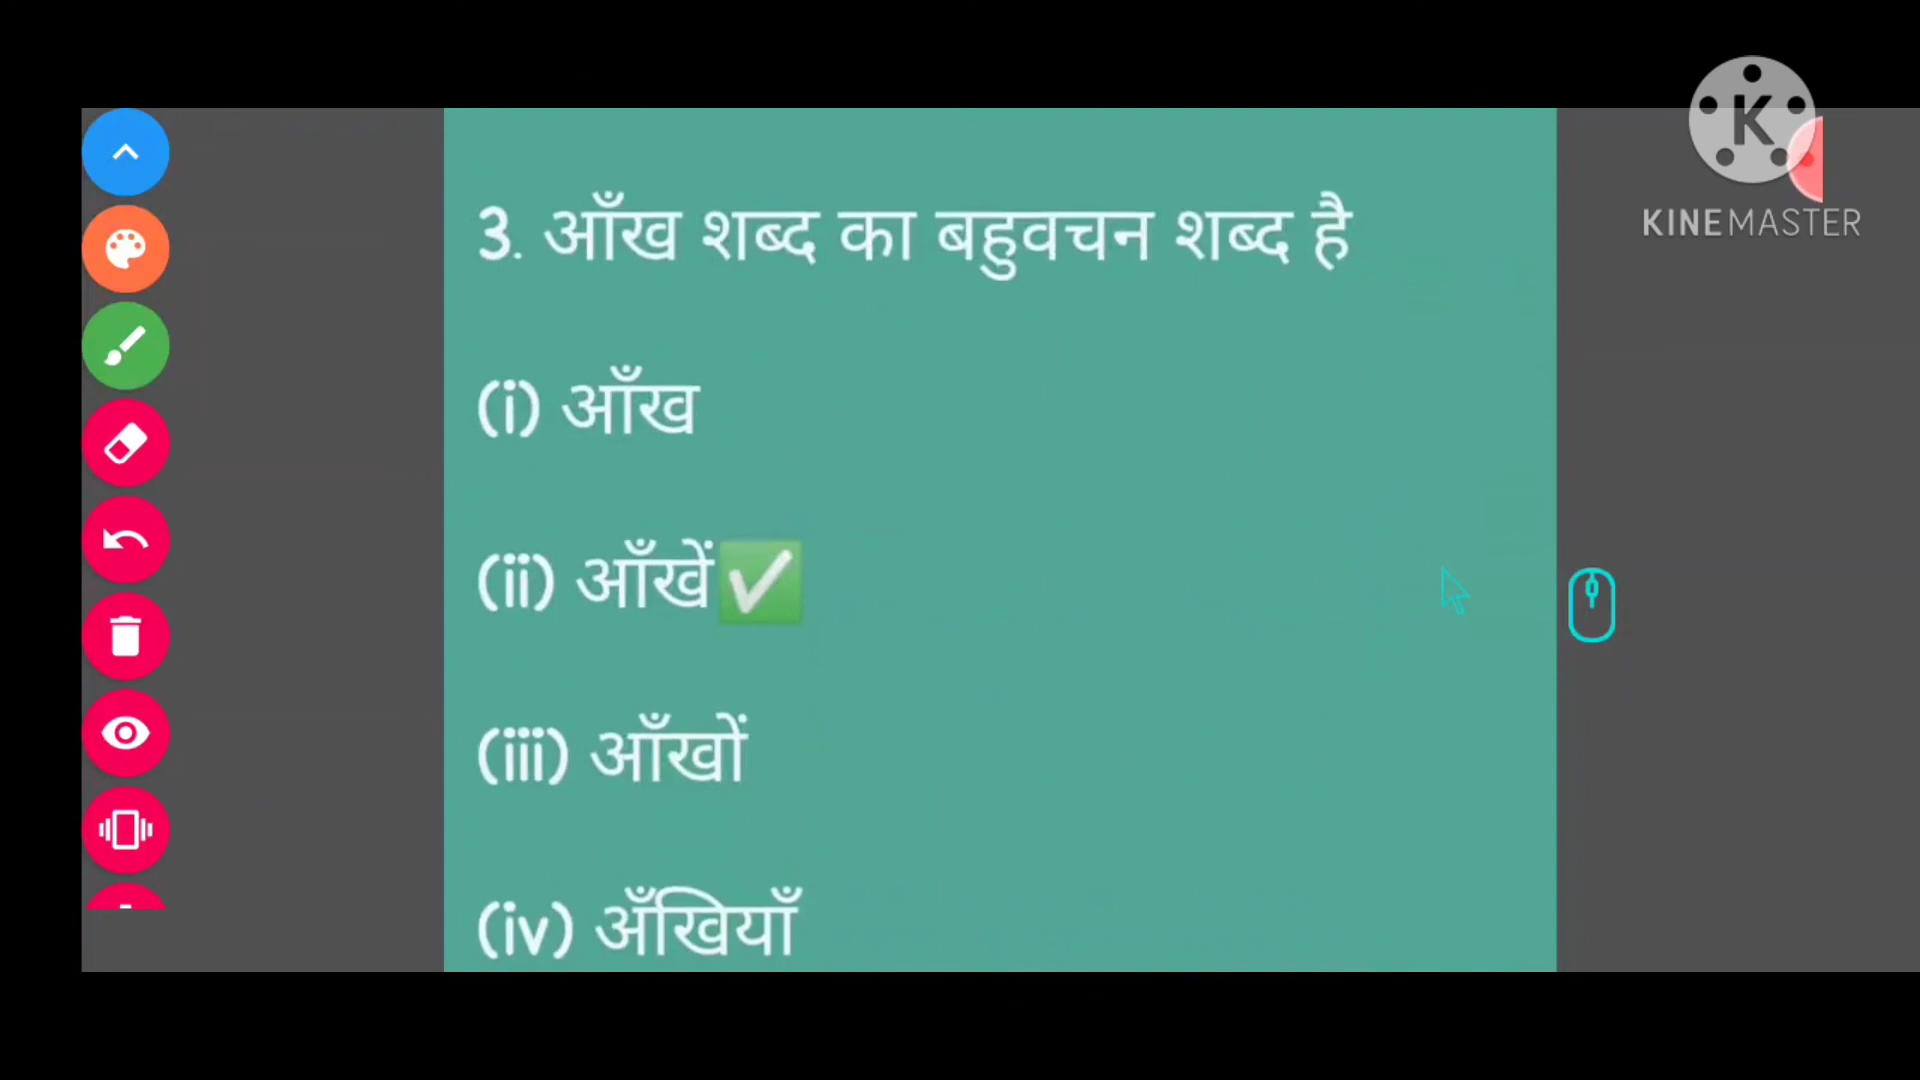 3. आँख शब्द का बहुवचन शब्द है
(i) आँख
(ii) आँखें✅
(iii) आँखों
(iv) अँखियाँ
K
KINEMASTER